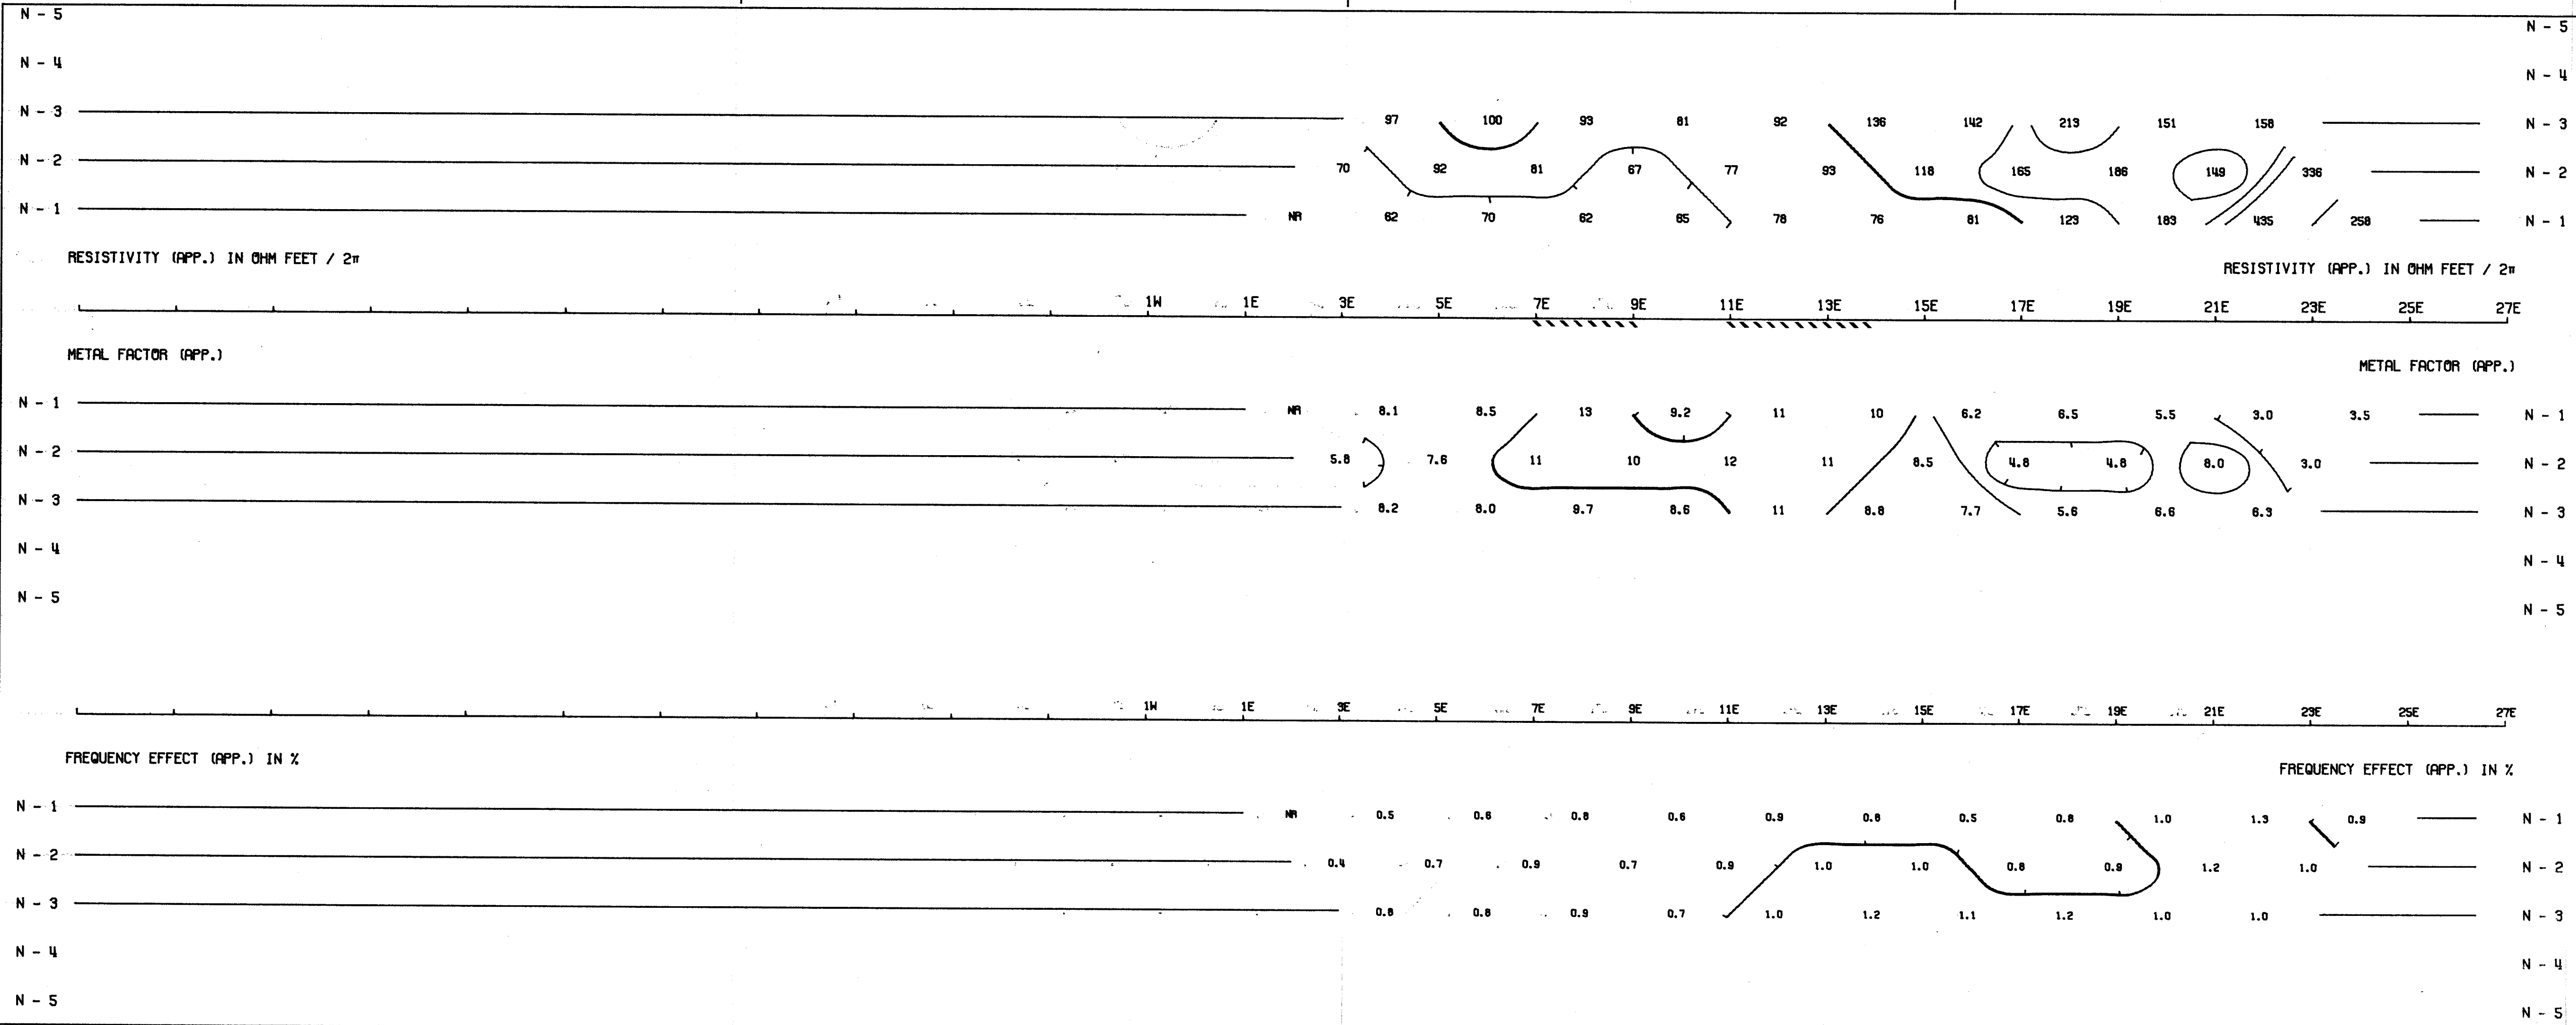 N - 5 N - 5
N - 4 N - 4
N - 3 97 100 93 81 92 136 142 213 151 158 N - 3
N - 2 70 92 81 67 77 93 118 165 186 149 336 N - 2
N - 1 NR 62 70 62 65 78 76 81 123 183 435 258 N - 1
RESISTIVITY (APP.) IN OHM FEET / 2π RESISTIVITY (APP.) IN OHM FEET / 2π
1W 1E 3E 5E 7E 9E 11E 13E 15E 17E 19E 21E 23E 25E 27E
METAL FACTOR (APP.) METAL FACTOR (APP.)
N - 1 NR 8.1 8.5 13 9.2 11 10 6.2 6.5 5.5 3.0 3.5 N - 1
N - 2 5.8 7.6 11 10 12 11 8.5 4.8 4.8 8.0 3.0 N - 2
N - 3 8.2 8.0 9.7 8.6 11 8.8 7.7 5.6 6.6 6.3 N - 3
N - 4 N - 4
N - 5 N - 5
1W 1E 3E 5E 7E 9E 11E 13E 15E 17E 19E 21E 23E 25E 27E
FREQUENCY EFFECT (APP.) IN % FREQUENCY EFFECT (APP.) IN %
N - 1 NR 0.5 0.6 0.8 0.6 0.9 0.8 0.5 0.8 1.0 1.3 0.9 N - 1
N - 2 0.4 0.7 0.9 0.7 0.9 1.0 1.0 0.8 0.9 1.2 1.0 N - 2
N - 3 0.8 0.8 0.9 0.7 1.0 1.2 1.1 1.2 1.0 1.0 N - 3
N - 4 N - 4
N - 5 N - 5